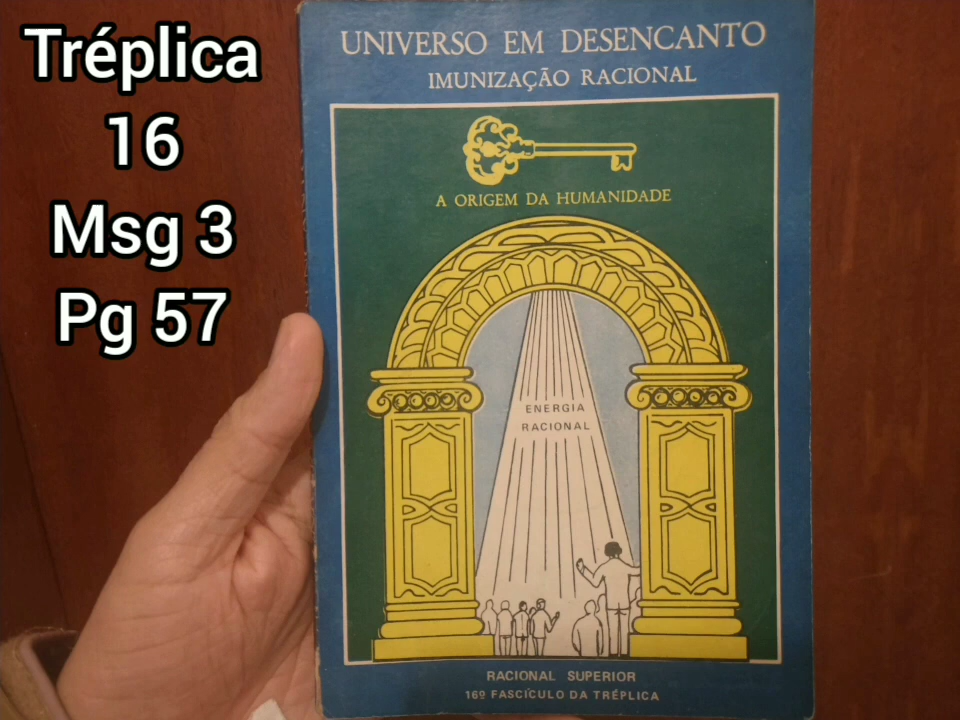 Tréplica
16
Msg 3
Pg 57
UNIVERSO EM DESENCANTO
IMUNIZAÇÃO RACIONAL
A ORIGEM DA HUMANIDADE
ENERGIA
RACIONAL
RACIONAL SUPERIOR
16º FASCÍCULO DA TRÉPLICA